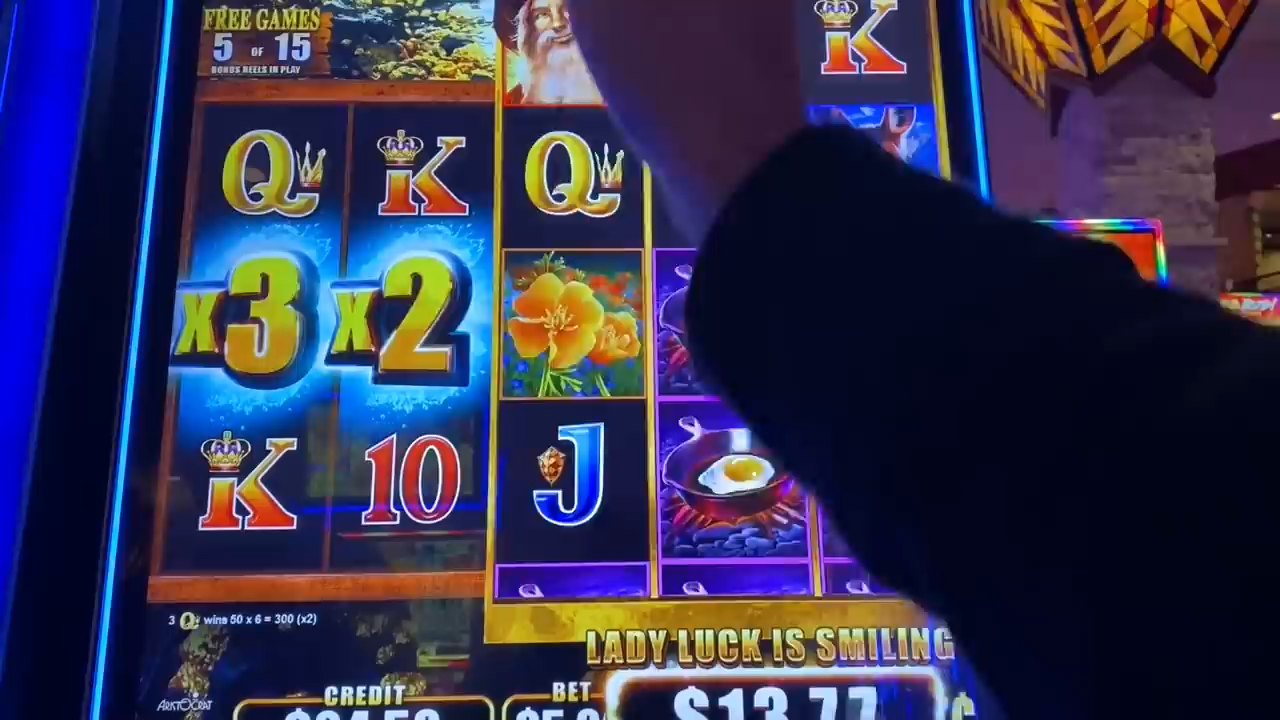 FREE GAMES
5 OF 15
BONUS REELS IN PLAY
K
Q K Q
x3 x2
K 10 J
3 Q wins 50 x 6 = 300 (x2)
LADY LUCK IS SMILING
ARISTOCRAT
CREDIT
BET
$13.77